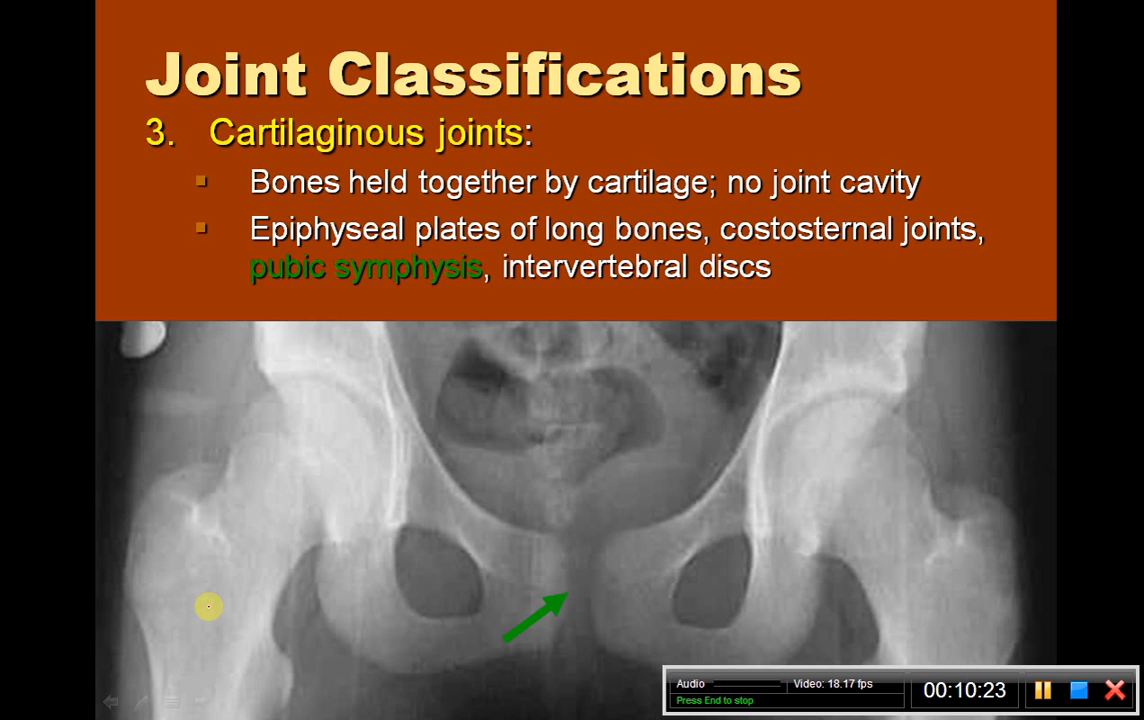 Joint Classifications
3. Cartilaginous joints:
Bones held together by cartilage; no joint cavity
Epiphyseal plates of long bones, costosternal joints,
pubic symphysis, intervertebral discs
Audio Video: 18.17 fps 00:10:23
Press End to stop